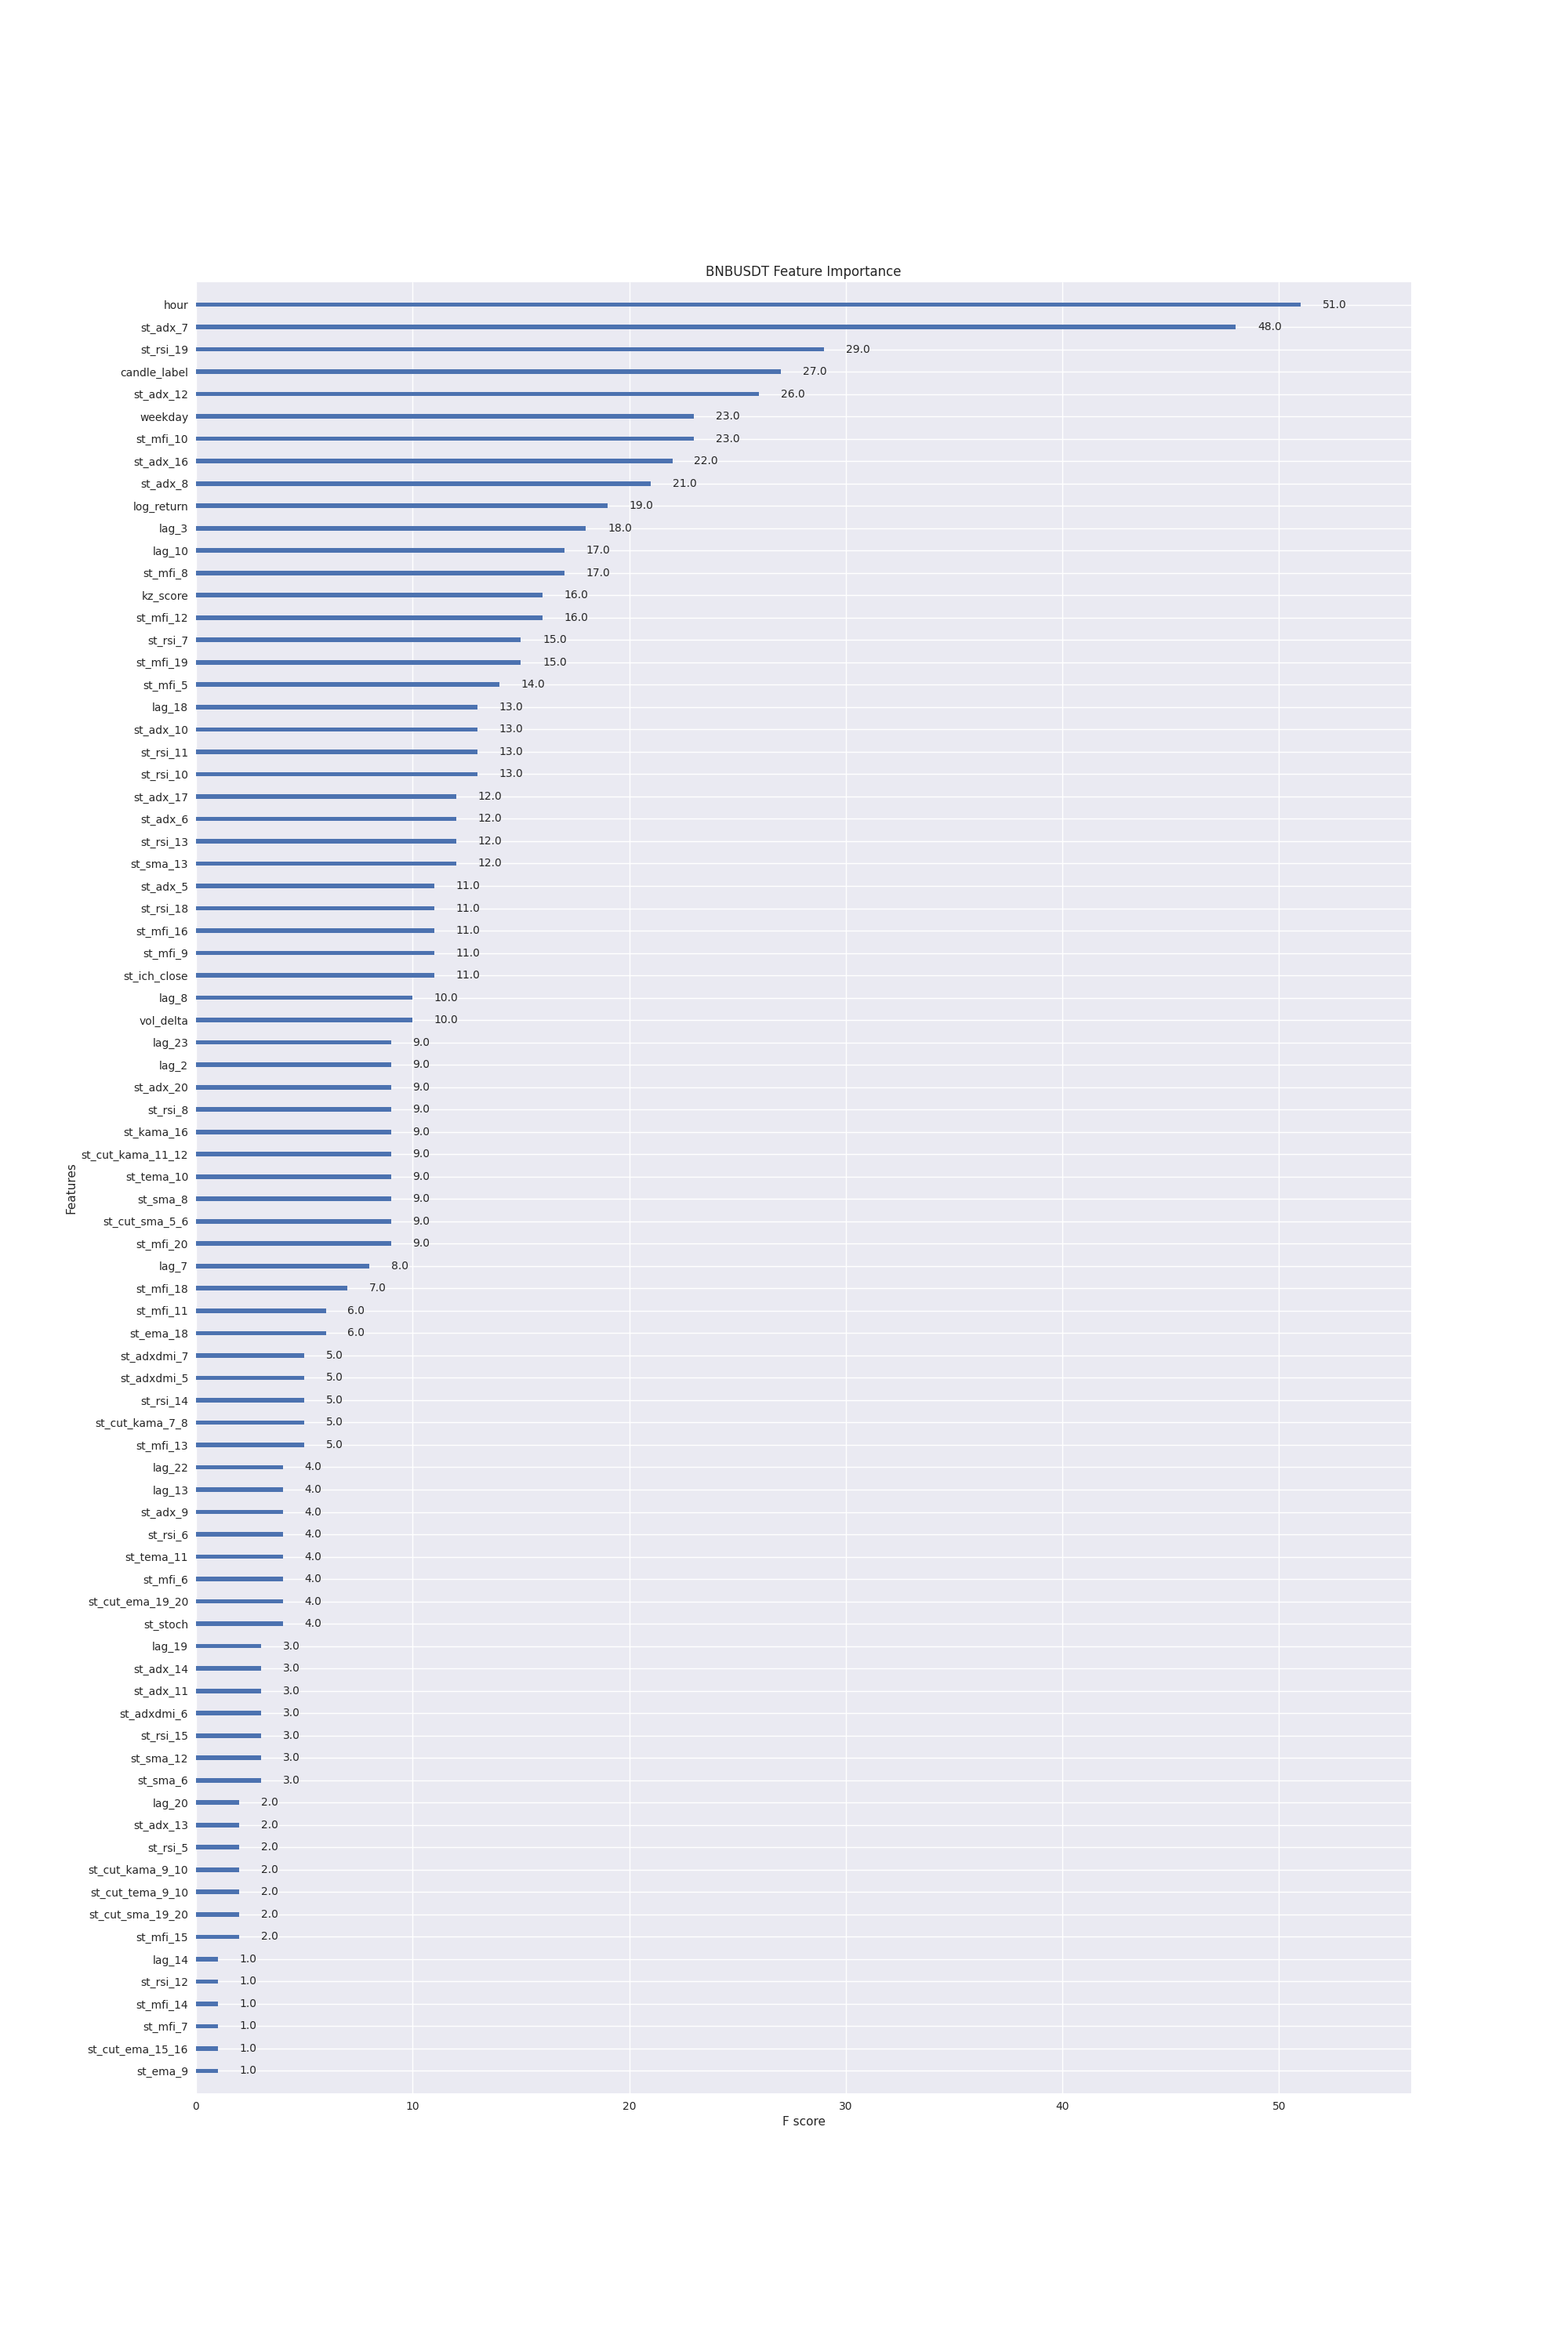 BNBUSDT Feature Importance
hour 51.0
st_adx_7 48.0
st_rsi_19 29.0
candle_label 27.0
st_adx_12 26.0
weekday 23.0
st_mfi_10 23.0
st_adx_16 22.0
st_adx_8 21.0
log_return 19.0
lag_3 18.0
lag_10 17.0
st_mfi_8 17.0
kz_score 16.0
st_mfi_12 16.0
st_rsi_7 15.0
st_mfi_19 15.0
st_mfi_5 14.0
lag_18 13.0
st_adx_10 13.0
st_rsi_11 13.0
st_rsi_10 13.0
st_adx_17 12.0
st_adx_6 12.0
st_rsi_13 12.0
st_sma_13 12.0
st_adx_5 11.0
st_rsi_18 11.0
st_mfi_16 11.0
st_mfi_9 11.0
st_ich_close 11.0
lag_8 10.0
vol_delta 10.0
lag_23 9.0
lag_2 9.0
st_adx_20 9.0
st_rsi_8 9.0
st_kama_16 9.0
st_cut_kama_11_12 9.0
st_tema_10 9.0
st_sma_8 9.0
st_cut_sma_5_6 9.0
st_mfi_20 9.0
lag_7 8.0
st_mfi_18 7.0
st_mfi_11 6.0
st_ema_18 6.0
st_adxdmi_7 5.0
st_adxdmi_5 5.0
st_rsi_14 5.0
st_cut_kama_7_8 5.0
st_mfi_13 5.0
lag_22 4.0
lag_13 4.0
st_adx_9 4.0
st_rsi_6 4.0
st_tema_11 4.0
st_mfi_6 4.0
st_cut_ema_19_20 4.0
st_stoch 4.0
lag_19 3.0
st_adx_14 3.0
st_adx_11 3.0
st_adxdmi_6 3.0
st_rsi_15 3.0
st_sma_12 3.0
st_sma_6 3.0
lag_20 2.0
st_adx_13 2.0
st_rsi_5 2.0
st_cut_kama_9_10 2.0
st_cut_tema_9_10 2.0
st_cut_sma_19_20 2.0
st_mfi_15 2.0
lag_14 1.0
st_rsi_12 1.0
st_mfi_14 1.0
st_mfi_7 1.0
st_cut_ema_15_16 1.0
st_ema_9 1.0
Features
0 10 20 30 40 50
F score